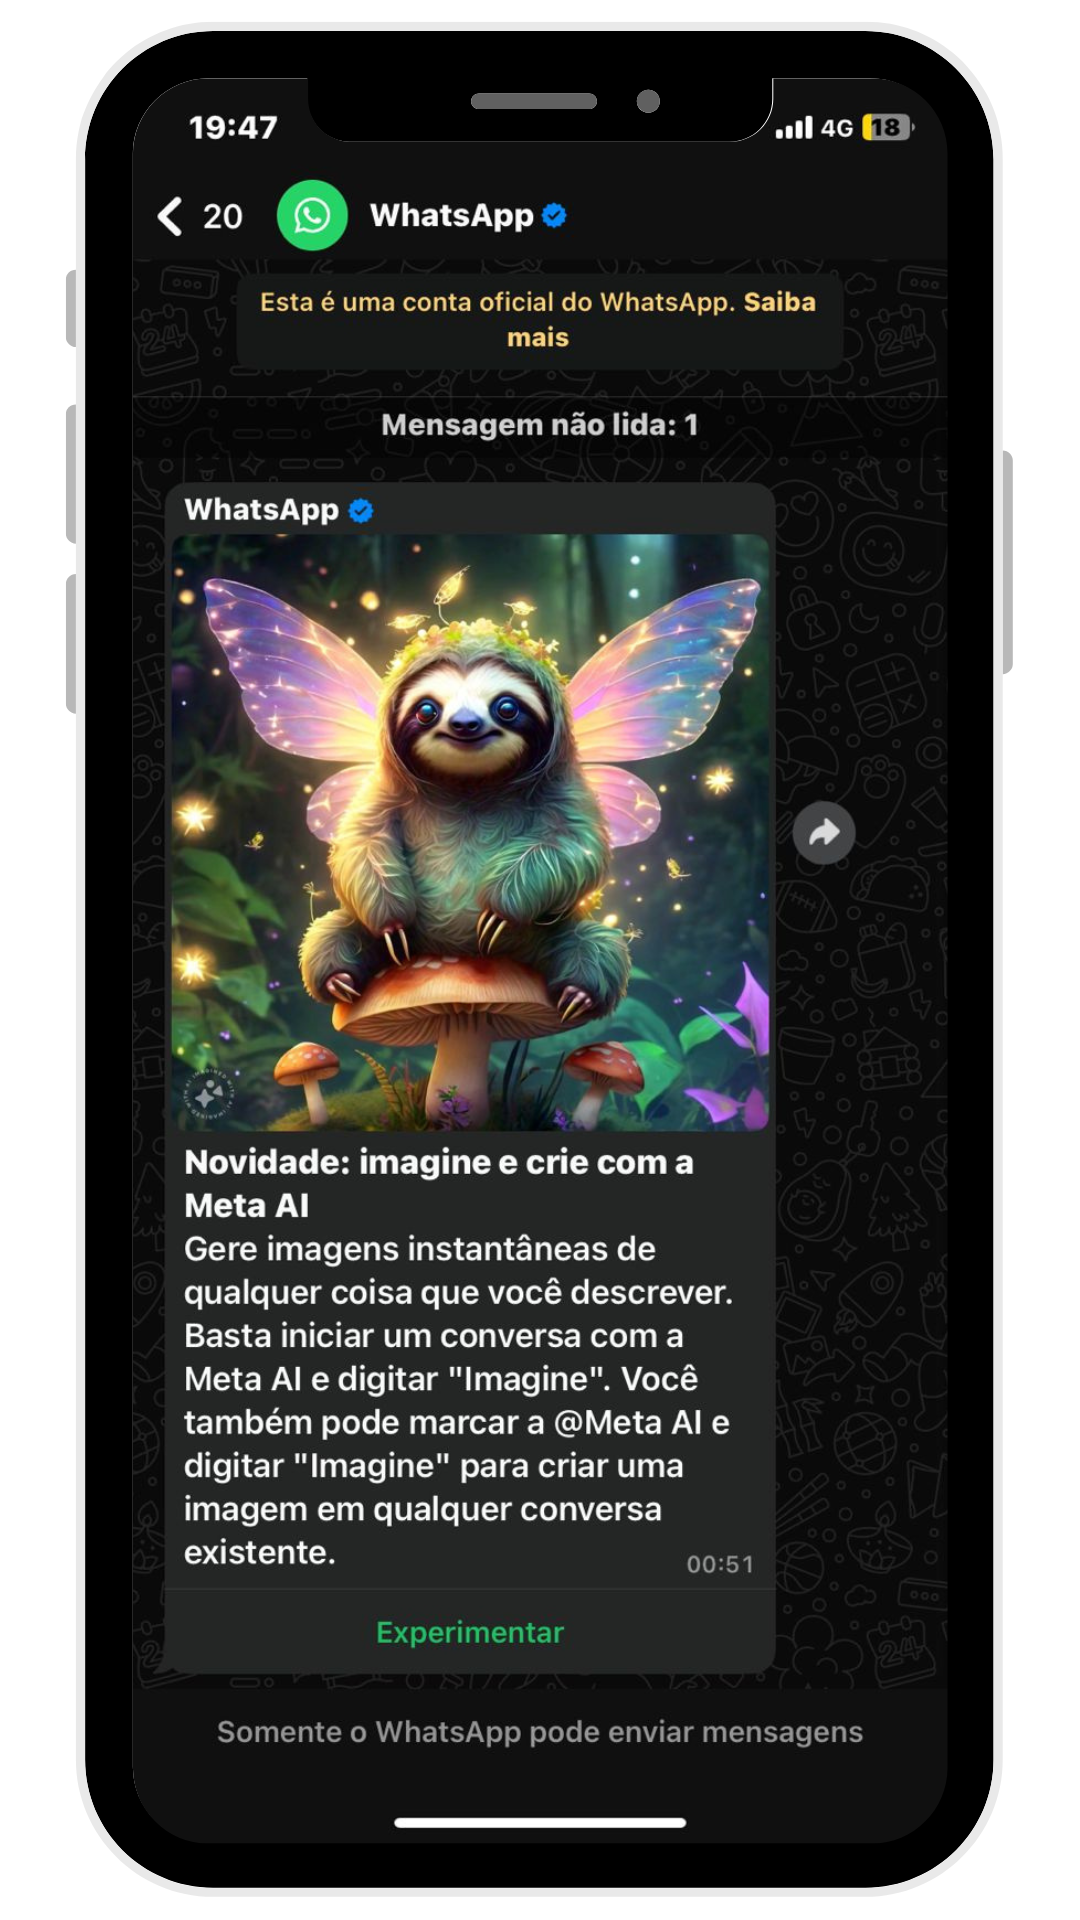 19:47
4G 18
20 WhatsApp
Esta é uma conta oficial do WhatsApp. Saiba
mais
Mensagem não lida: 1
WhatsApp
IMAGINED WITH AI
Novidade: imagine e crie com a
Meta AI
Gere imagens instantâneas de
qualquer coisa que você descrever.
Basta iniciar um conversa com a
Meta AI e digitar "Imagine". Você
também pode marcar a @Meta AI e
digitar "Imagine" para criar uma
imagem em qualquer conversa
existente.
00:51
Experimentar
Somente o WhatsApp pode enviar mensagens